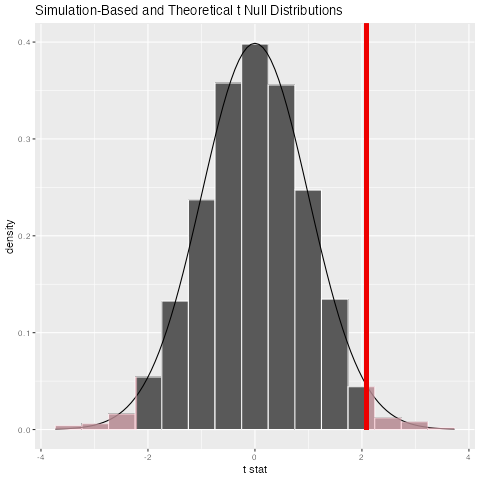 Simulation-Based and Theoretical t Null Distributions
0.4
0.3
density
0.2
0.1
0.0
-4 -2 0 2 4
t stat